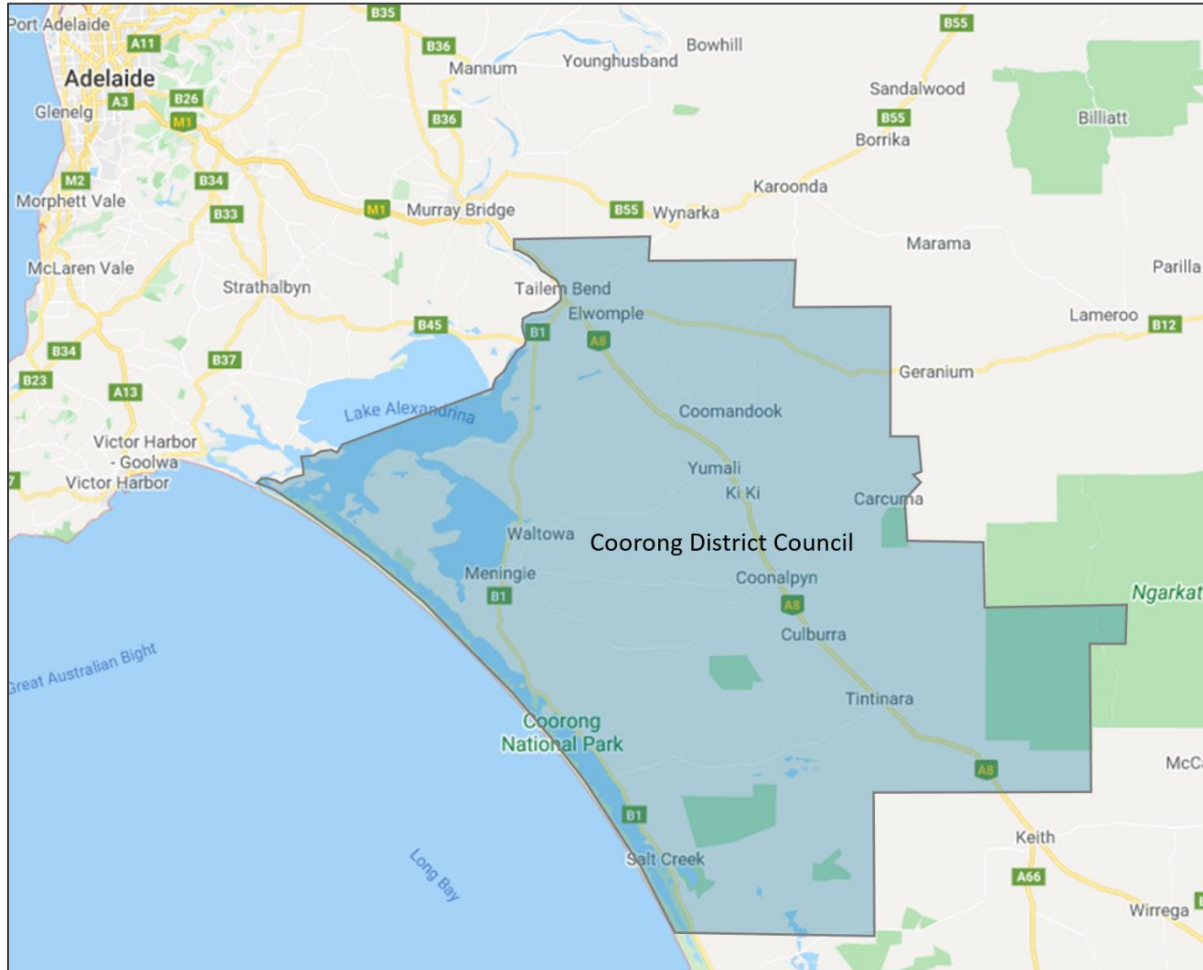 Port Adelaide
A11
B35
B36
Mannum
Younghusband
Bowhill
B55
Adelaide
Sandalwood
A3
B26
Glenelg
M1
B36
B55
Billiatt
Borrika
M2
B34
Karoonda
Morphett Vale
B33
M1
Murray Bridge
B55
Wynarka
Marama
McLaren Vale
Parilla
Strathalbyn
Tailem Bend
Elwomple
Lameroo
B45
B1
A8
B12
B34
B37
Geranium
B23
A13
Lake Alexandrina
Coomandook
Victor Harbor
- Goolwa
Victor Harbor
Yumali
Ki Ki
Carcuma
Waltowa
Coorong District Council
Meningie
Coonalpyn
B1
A8
Ngarkat
Culburra
Great Australian Bight
Tintinara
Coorong
National Park
A8
McCa
B1
Keith
Salt Creek
Long Bay
A66
Wirrega